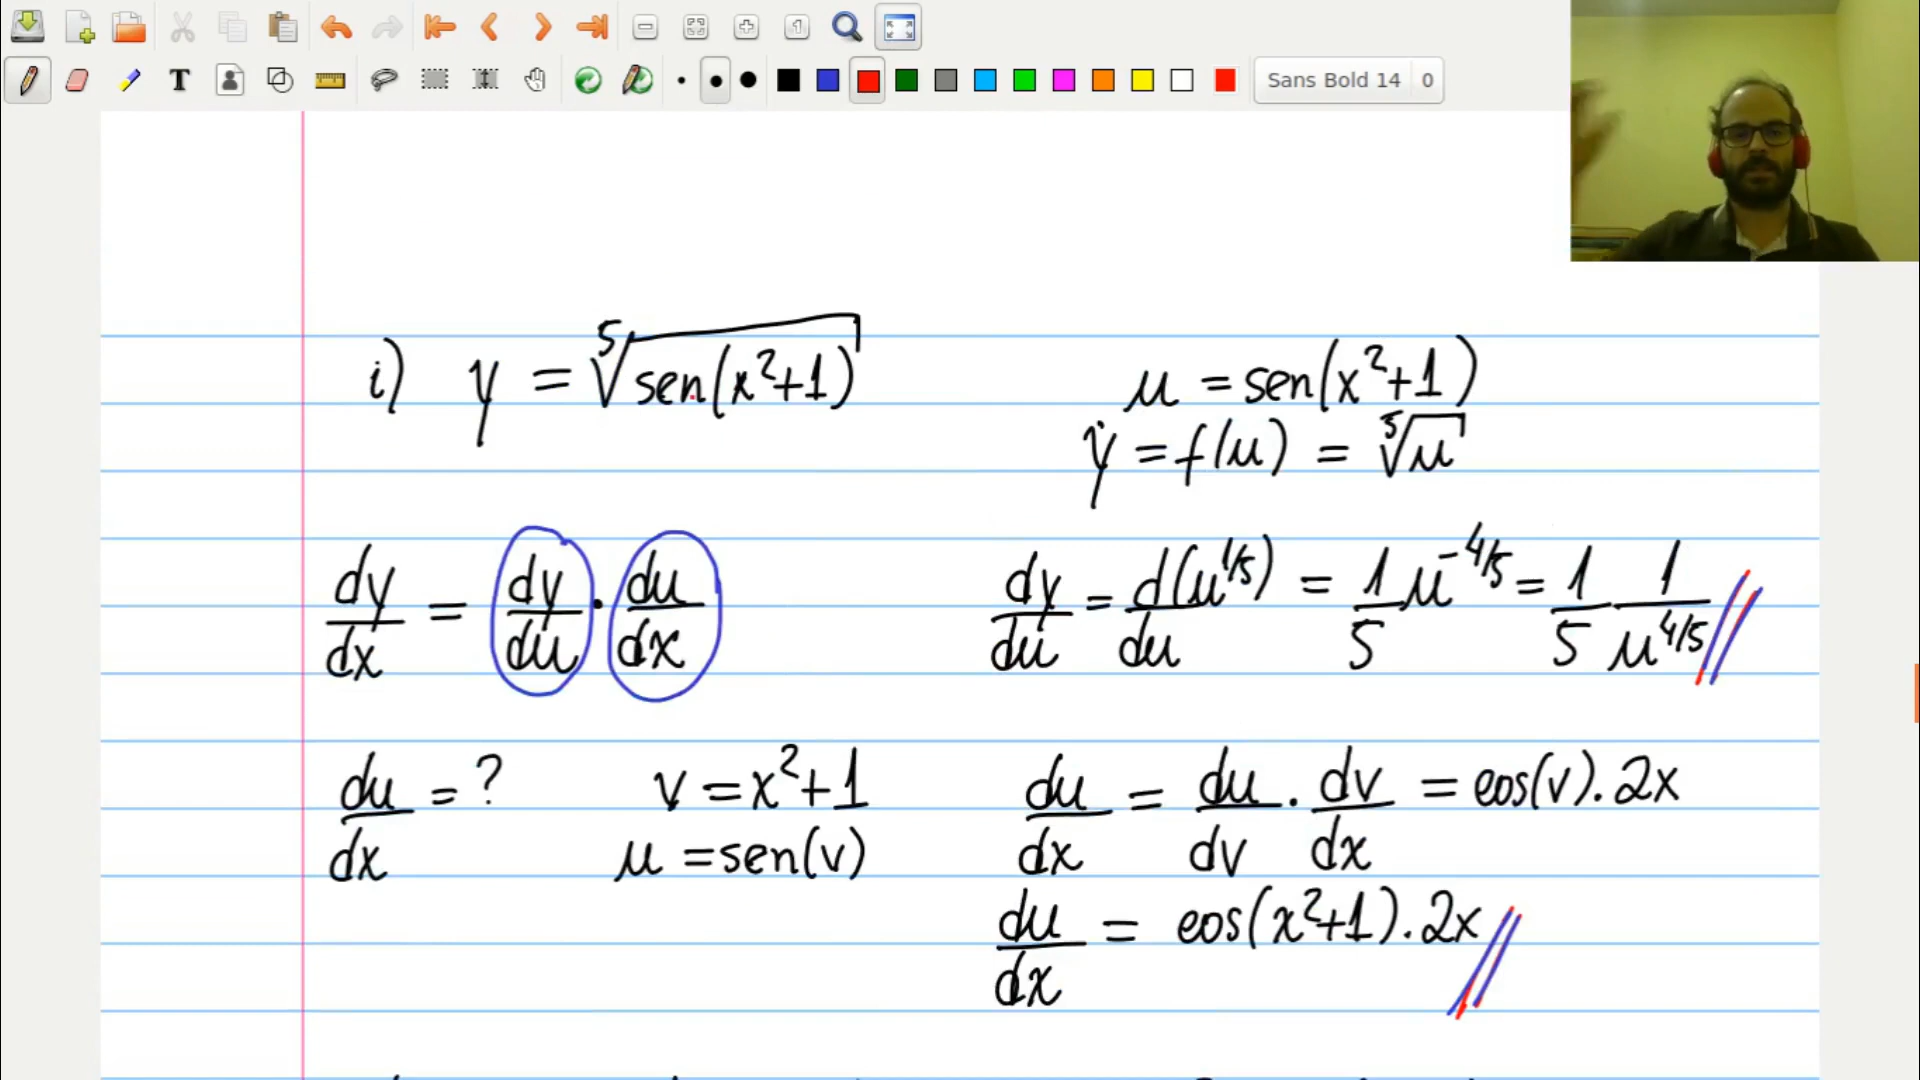 Sans Bold 14 0
i) y = ⁵√sen(x²+1)
u = sen(x²+1)
y = f(u) = ⁵√u
dy/dx = dy/du · du/dx
dy/du = d(u^1/5)/du = 1/5 u^-4/5 = 1/5 1/u^4/5
du/dx = ?
v = x²+1
u = sen(v)
du/dx = du/dv · dv/dx = cos(v). 2x
du/dx = cos(x²+1). 2x